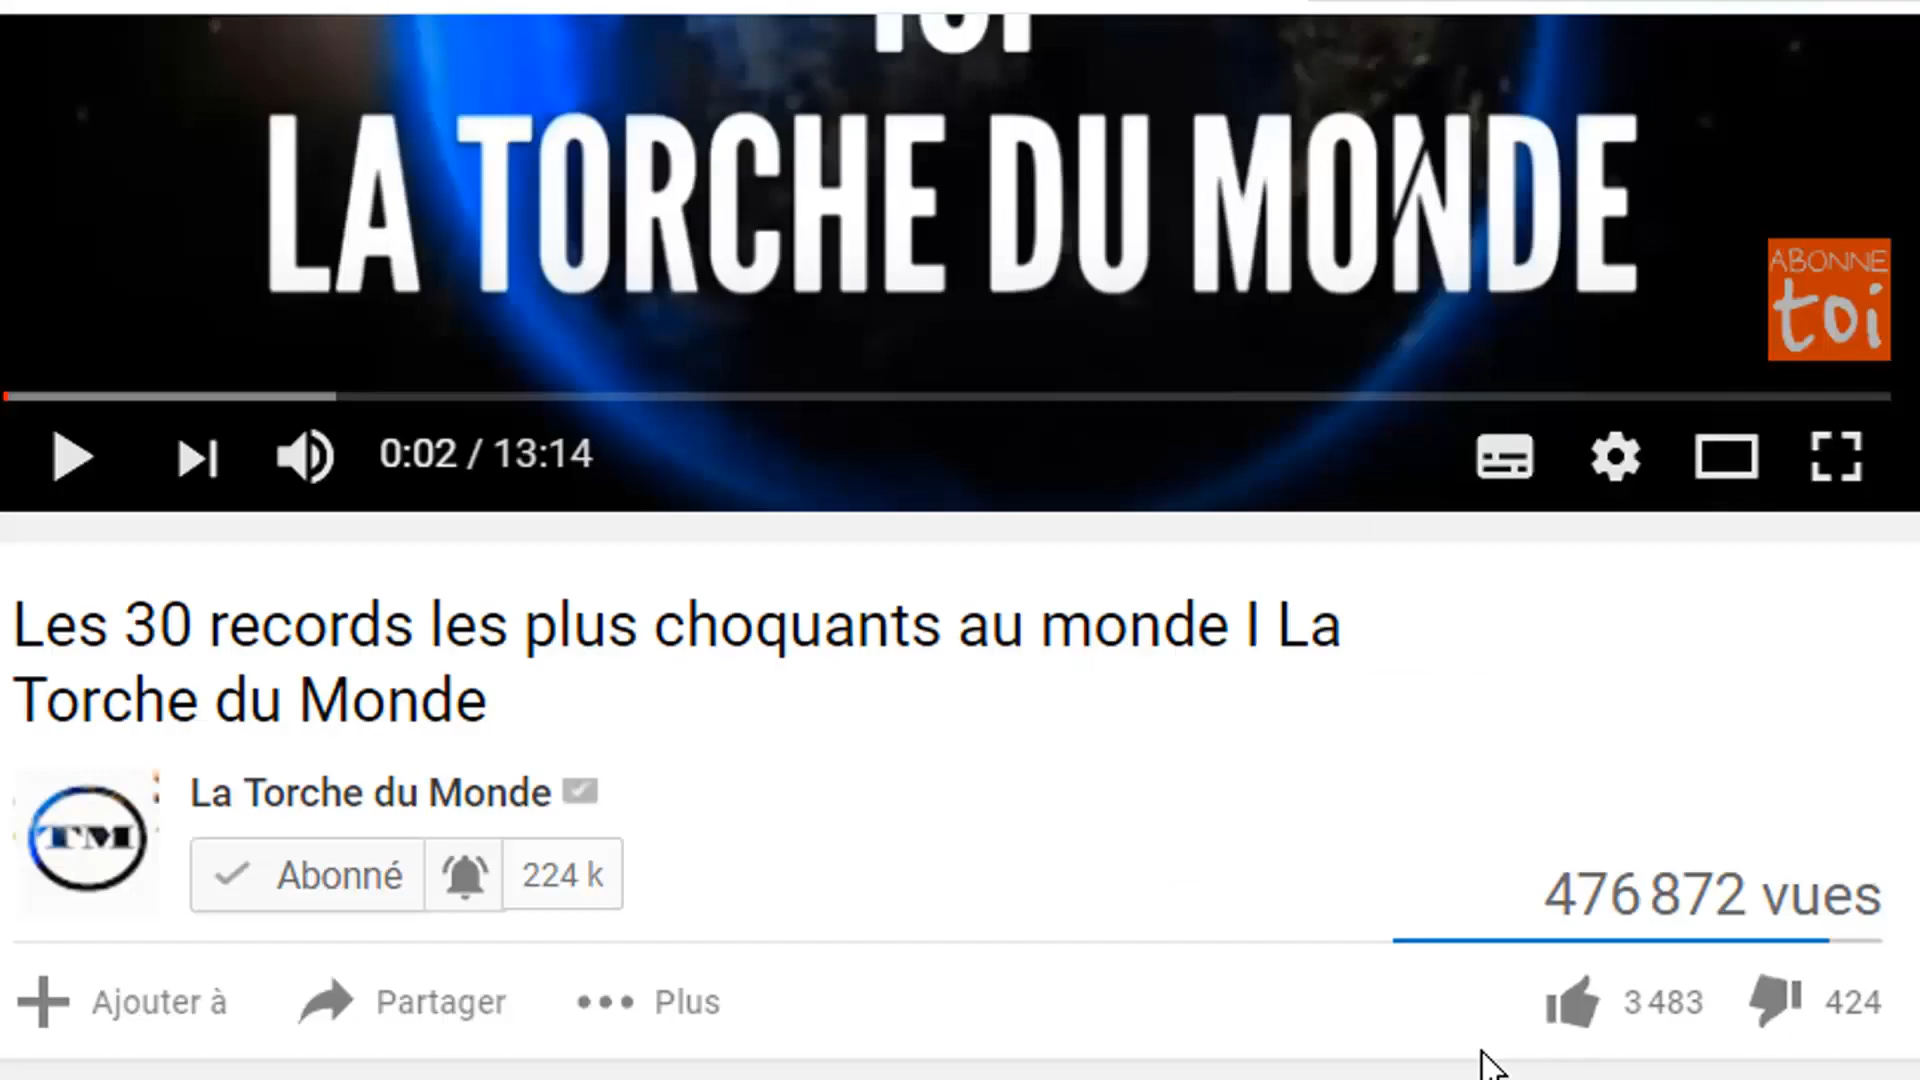 LA TORCHE DU MONDE
ABONNE
toi
0:02 / 13:14
Les 30 records les plus choquants au monde I La
Torche du Monde
TM
La Torche du Monde
Abonné 224 k
476 872 vues
Ajouter à Partager Plus 3 483 424